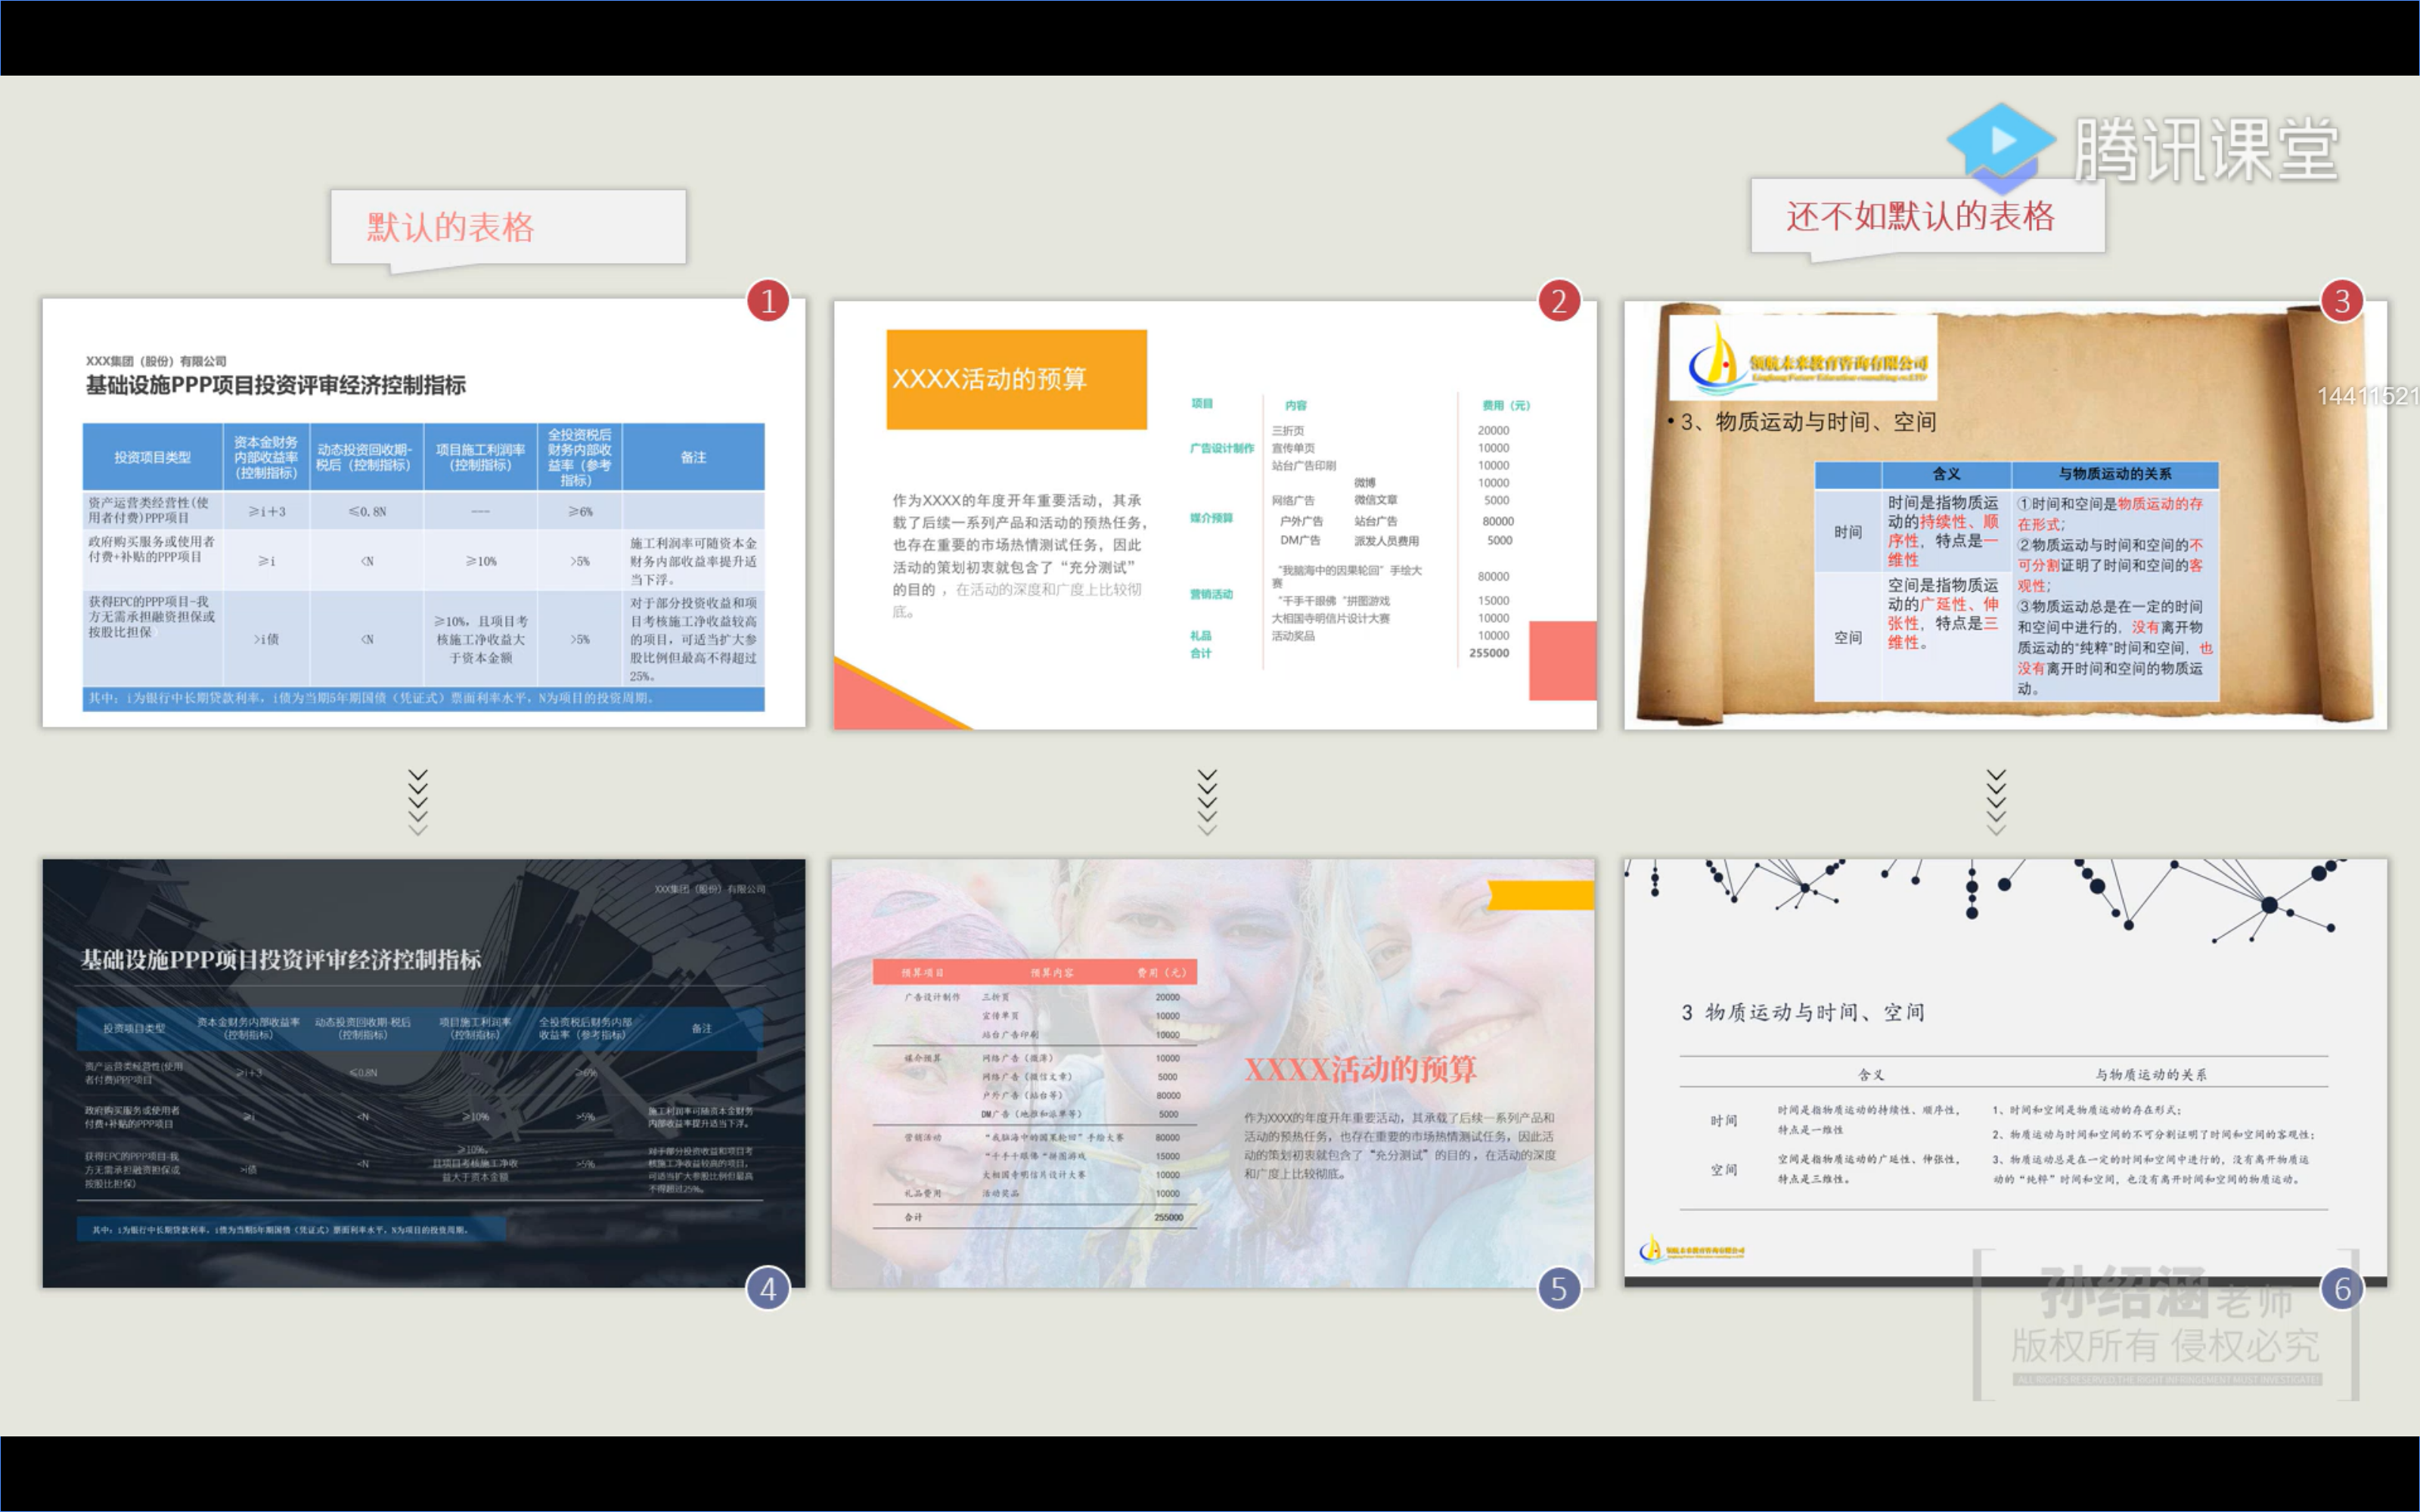 腾讯课堂
默认的表格
还不如默认的表格
1
XXX集团（股份）有限公司
基础设施PPP项目投资评审经济控制指标
投资项目类型 资本金财务内部收益率（控制指标） 动态投资回收期-税后（控制指标） 项目施工利润率（控制指标） 全投资税后财务内部收益率（参考指标） 备注
资产运营类经营性(使用者付费)PPP项目 ≥i+3 ≤0.8N --- ≥6%
政府购买服务或使用者付费+补贴的PPP项目 ≥i <N ≥10% >5% 施工利润率可随资本金财务内部收益率提升适当下浮。
获得EPC的PPP项目-我方无需承担融资担保或按股比担保） >i债 <N ≥10%，且项目考核施工净收益大于资本金额 >5% 对于部分投资收益和项目考核施工净收益较高的项目，可适当扩大参股比例但最高不得超过25%。
其中：i为银行中长期贷款利率，i债为当期5年期国债（凭证式）票面利率水平，N为项目的投资周期。
2
XXXX活动的预算
作为XXXX的年度开年重要活动，其承
载了后续一系列产品和活动的预热任务，
也存在重要的市场热情测试任务，因此
活动的策划初衷就包含了“充分测试”
的目的，在活动的深度和广度上比较彻
底。
项目 内容 费用（元）
三折页 20000
广告设计制作 宣传单页 10000
站台广告印刷 10000
微博 10000
网络广告 微信文章 5000
媒介预算 户外广告 站台广告 80000
DM广告 派发人员费用 5000
“我脑海中的因果轮回”手绘大赛 80000
营销活动 “千手千眼佛“拼图游戏 15000
大相国寺明信片设计大赛 10000
礼品 活动奖品 10000
合计 255000
3
领航未来教育咨询有限公司
14411521
• 3、物质运动与时间、空间
含义 与物质运动的关系
时间 时间是指物质运动的持续性、顺序性，特点是一维性
空间 空间是指物质运动的广延性、伸张性，特点是三维性。
①时间和空间是物质运动的存在形式；
②物质运动与时间和空间的不可分割证明了时间和空间的客观性；
③物质运动总是在一定的时间和空间中进行的，没有离开物质运动的“纯粹”时间和空间，也没有离开时间和空间的物质运动。
XXX集团（股份）有限公司
基础设施PPP项目投资评审经济控制指标
投资项目类型 资本金财务内部收益率（控制指标） 动态投资回收期-税后（控制指标） 项目施工利润率（控制指标） 全投资税后财务内部收益率（参考指标） 备注
资产运营类经营性(使用者付费)PPP项目 ≥i+3 ≤0.8N --- ≥6%
政府购买服务或使用者付费+补贴的PPP项目 ≥i <N ≥10% >5% 施工利润率可随资本金财务内部收益率提升适当下浮。
获得EPC的PPP项目-我方无需承担融资担保或按股比担保） >i债 <N ≥10%，且项目考核施工净收益大于资本金额 >5% 对于部分投资收益和项目考核施工净收益较高的项目，可适当扩大参股比例但最高不得超过25%。
其中：i为银行中长期贷款利率，i债为当期5年期国债（凭证式）票面利率水平，N为项目的投资周期。
4
预算项目 预算内容 费用（元）
广告设计制作 三折页 20000
宣传单页 10000
站台广告印刷 10000
媒介预算 网络广告（微薄） 10000
网络广告（微信文章） 5000
户外广告（站台等） 80000
DM广告（地推和派单等） 5000
营销活动 “我脑海中的因果轮回”手绘大赛 80000
“千手千眼佛“拼图游戏 15000
大相国寺明信片设计大赛 10000
礼品费用 活动奖品 10000
合计 255000
XXXX活动的预算
作为XXXX的年度开年重要活动，其承载了后续一系列产品和
活动的预热任务，也存在重要的市场热情测试任务，因此活
动的策划初衷就包含了“充分测试”的目的，在活动的深度
和广度上比较彻底。
5
3 物质运动与时间、空间
含义 与物质运动的关系
时间 时间是指物质运动的持续性、顺序性，特点是一维性
空间 空间是指物质运动的广延性、伸张性，特点是三维性。
1、时间和空间是物质运动的存在形式；
2、物质运动与时间和空间的不可分割证明了时间和空间的客观性；
3、物质运动总是在一定的时间和空间中进行的，没有离开物质运
动的“纯粹”时间和空间，也没有离开时间和空间的物质运动。
领航未来教育咨询有限公司
6
孙绍涵老师
版权所有 侵权必究
ALL RIGHTS RESERVED,THE RIGHT INFRINGEMENT MUST INVESTIGATE!